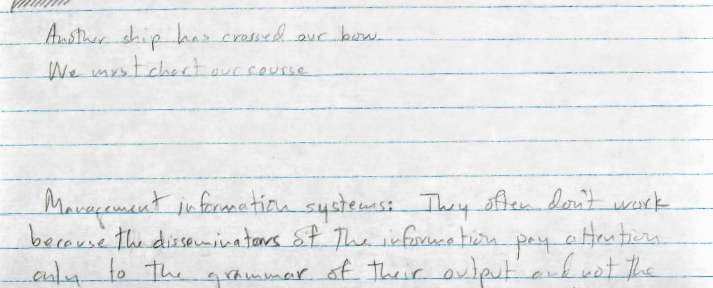 Another ship has crossed our bow.
We must chart our course
Management information systems: They often don't work
because the disseminators of the information pay attention
only to the grammar of their output and not the